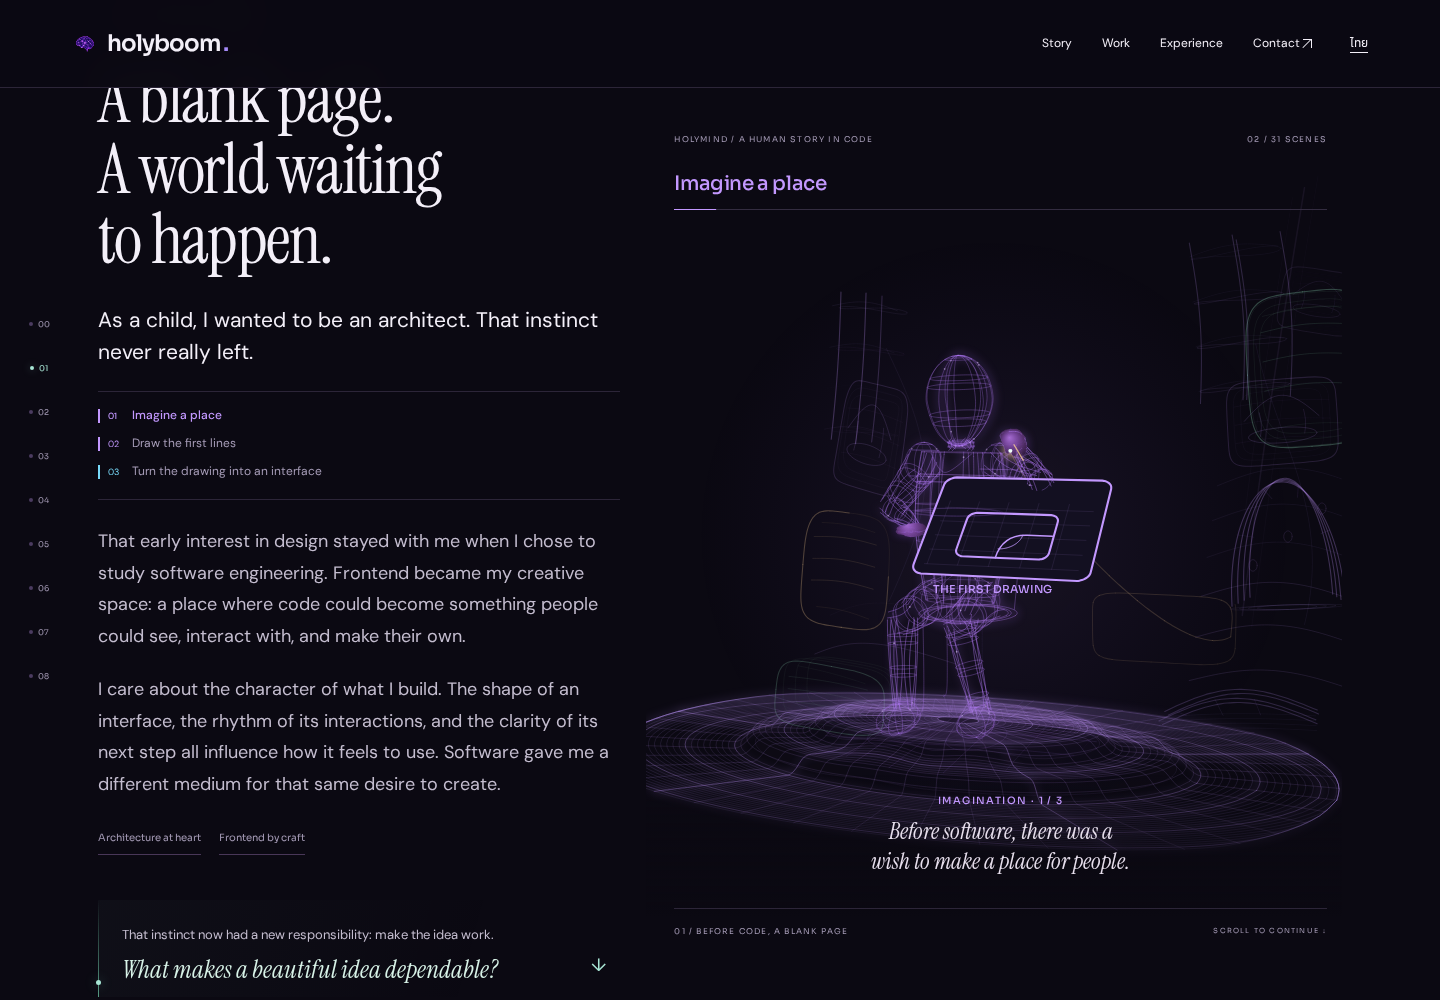 holyboom.
Story
Work
Experience
Contact
ไทย
A blank page.
A world waiting
to happen.
As a child, I wanted to be an architect. That instinct
never really left.
00
01
02
03
04
05
06
07
08
01 Imagine a place
02 Draw the first lines
03 Turn the drawing into an interface
That early interest in design stayed with me when I chose to
study software engineering. Frontend became my creative
space: a place where code could become something people
could see, interact with, and make their own.
I care about the character of what I build. The shape of an
interface, the rhythm of its interactions, and the clarity of its
next step all influence how it feels to use. Software gave me a
different medium for that same desire to create.
Architecture at heart
Frontend by craft
That instinct now had a new responsibility: make the idea work.
What makes a beautiful idea dependable?
HOLYMIND / A HUMAN STORY IN CODE
02 / 31 SCENES
Imagine a place
THE FIRST DRAWING
IMAGINATION · 1 / 3
Before software, there was a
wish to make a place for people.
01 / BEFORE CODE, A BLANK PAGE
SCROLL TO CONTINUE ↓